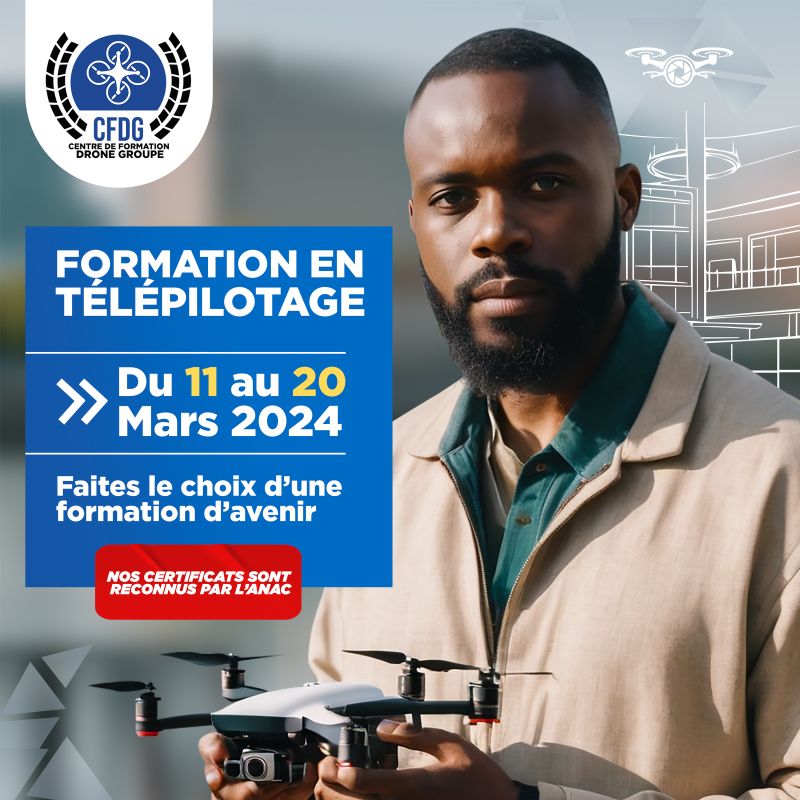 CFDG
CENTRE DE FORMATION
DRONE GROUPE
FORMATION EN
TÉLÉPILOTAGE
Du 11 au 20
Mars 2024
Faites le choix d'une
formation d'avenir
NOS CERTIFICATS SONT
RECONNUS PAR L'ANAC